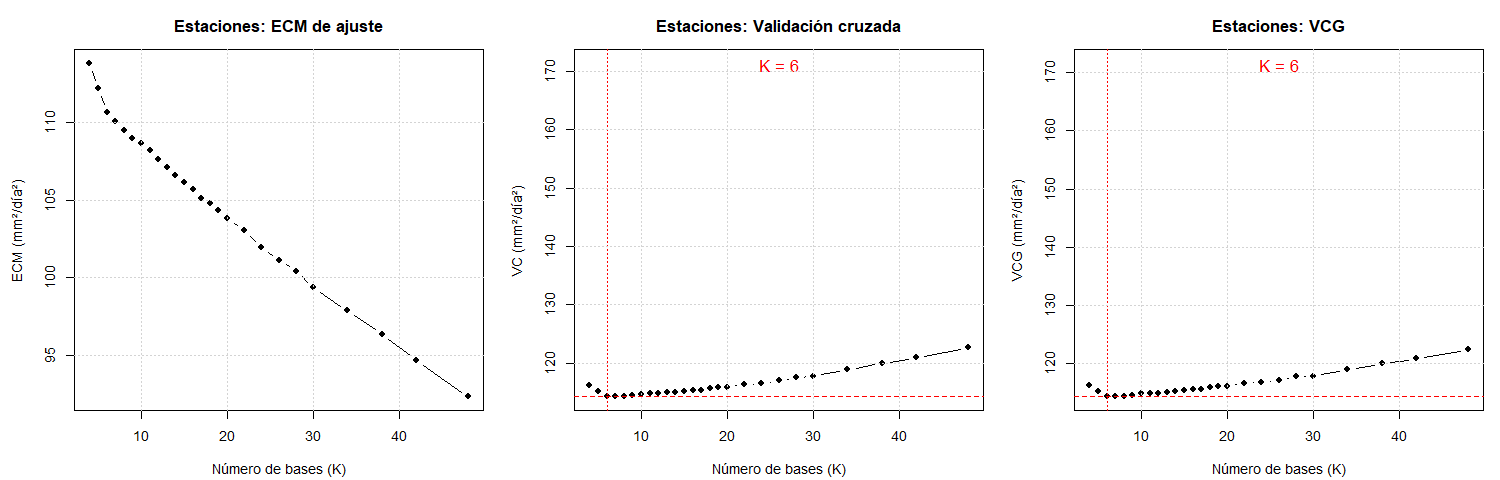 Estaciones: ECM de ajuste
ECM (mm²/día²)
110
105
100
95
10 20 30 40
Número de bases (K)
Estaciones: Validación cruzada
K = 6
VC (mm²/día²)
170
160
150
140
130
120
10 20 30 40
Número de bases (K)
Estaciones: VCG
K = 6
VCG (mm²/día²)
170
160
150
140
130
120
10 20 30 40
Número de bases (K)